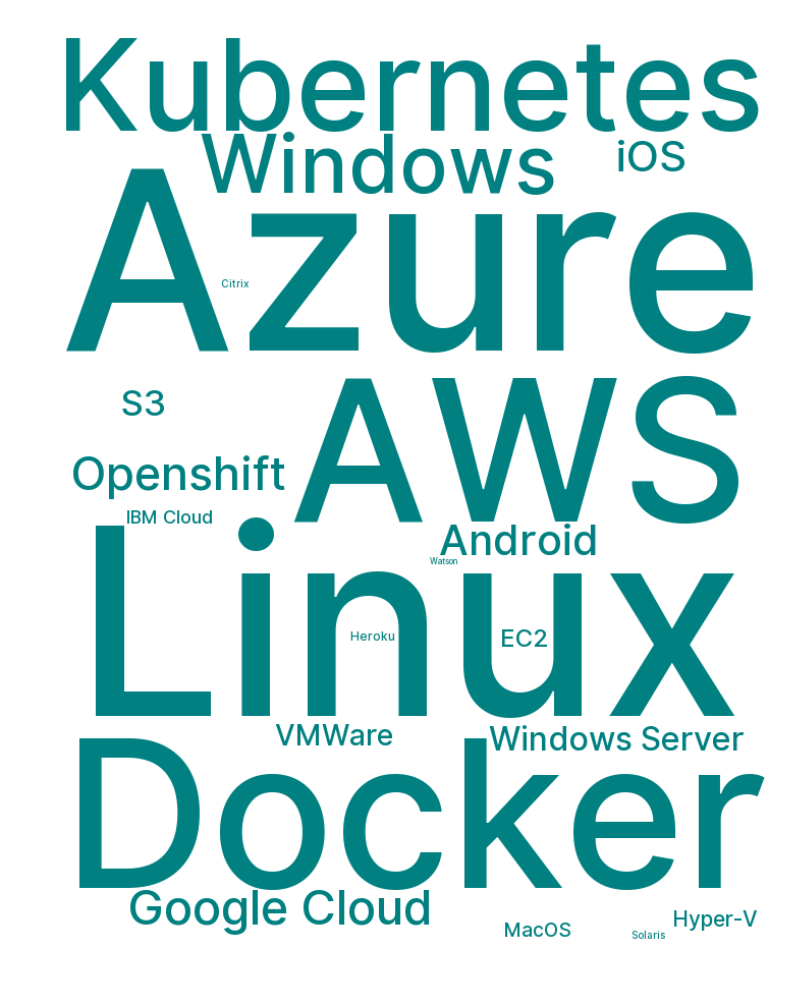 Kubernetes
Windows
iOS
Azure
Citrix
AWS
S3
Openshift
IBM Cloud
Linux
Android
Watson
Heroku
EC2
VMWare
Windows Server
Docker
Google Cloud
MacOS
Solaris
Hyper-V